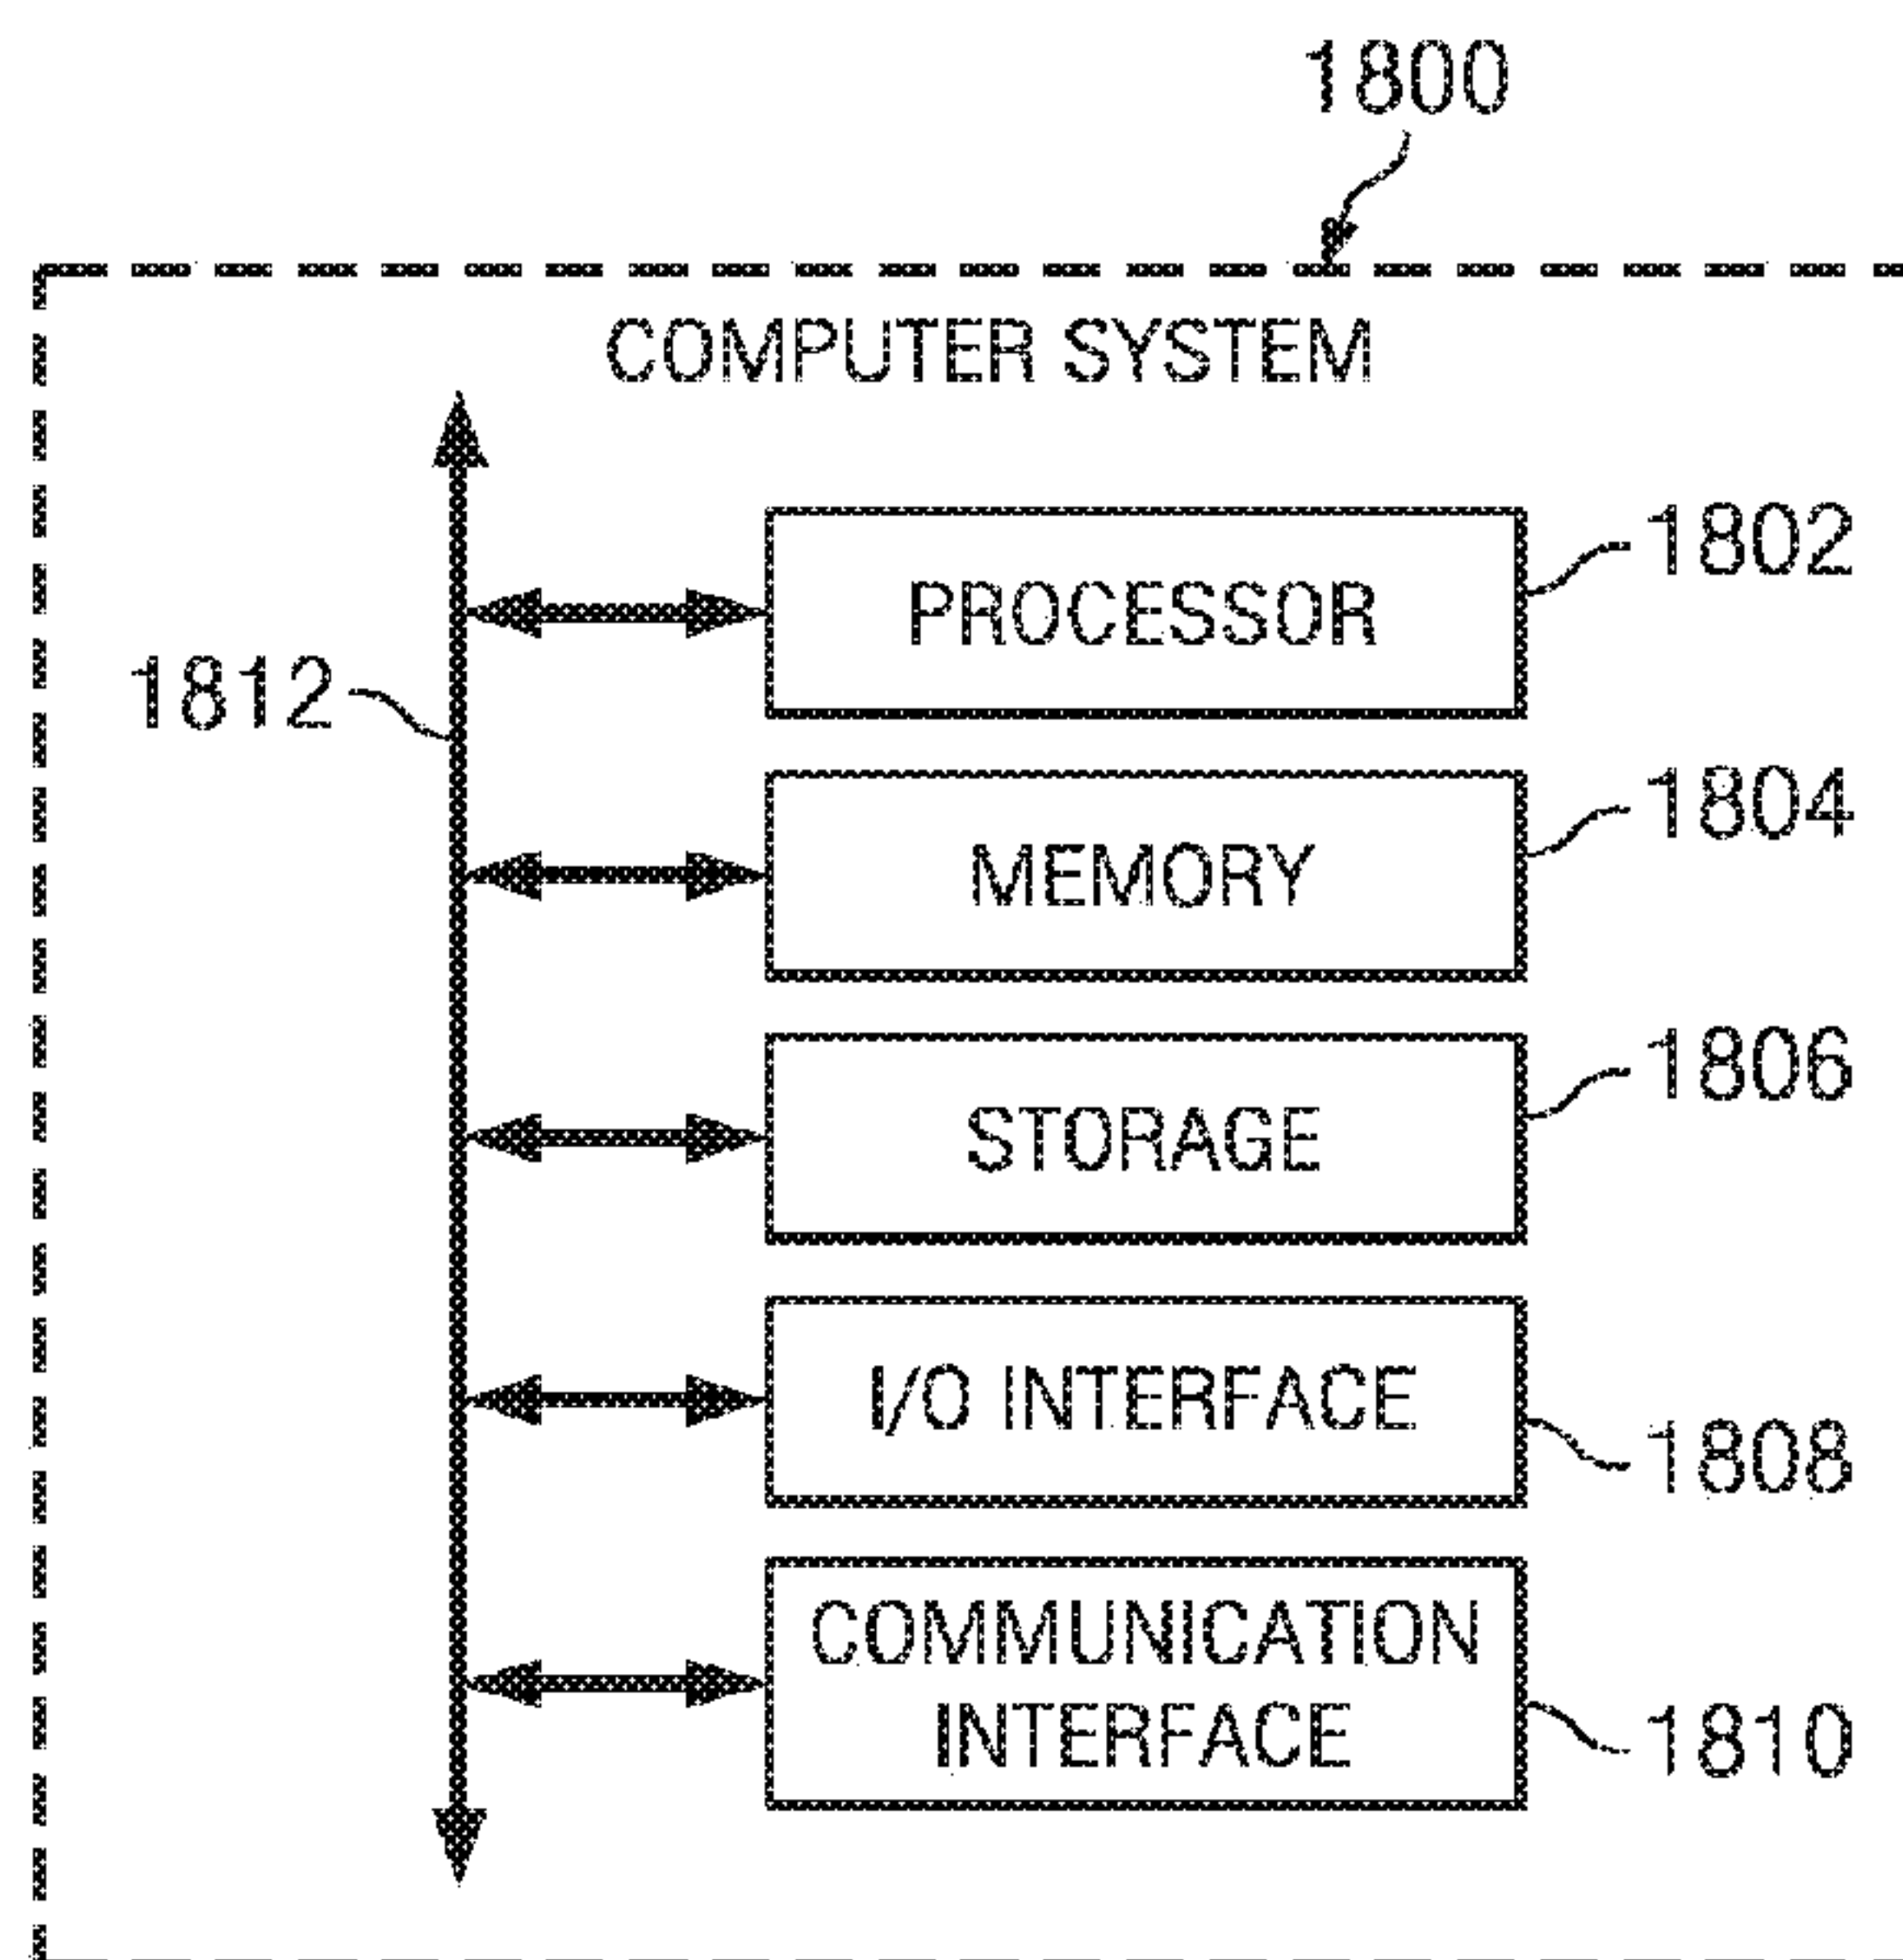 1800
COMPUTER SYSTEM
PROCESSOR
1802
1812
MEMORY
1804
STORAGE
1806
I/O INTERFACE
1808
COMMUNICATION
INTERFACE
1810